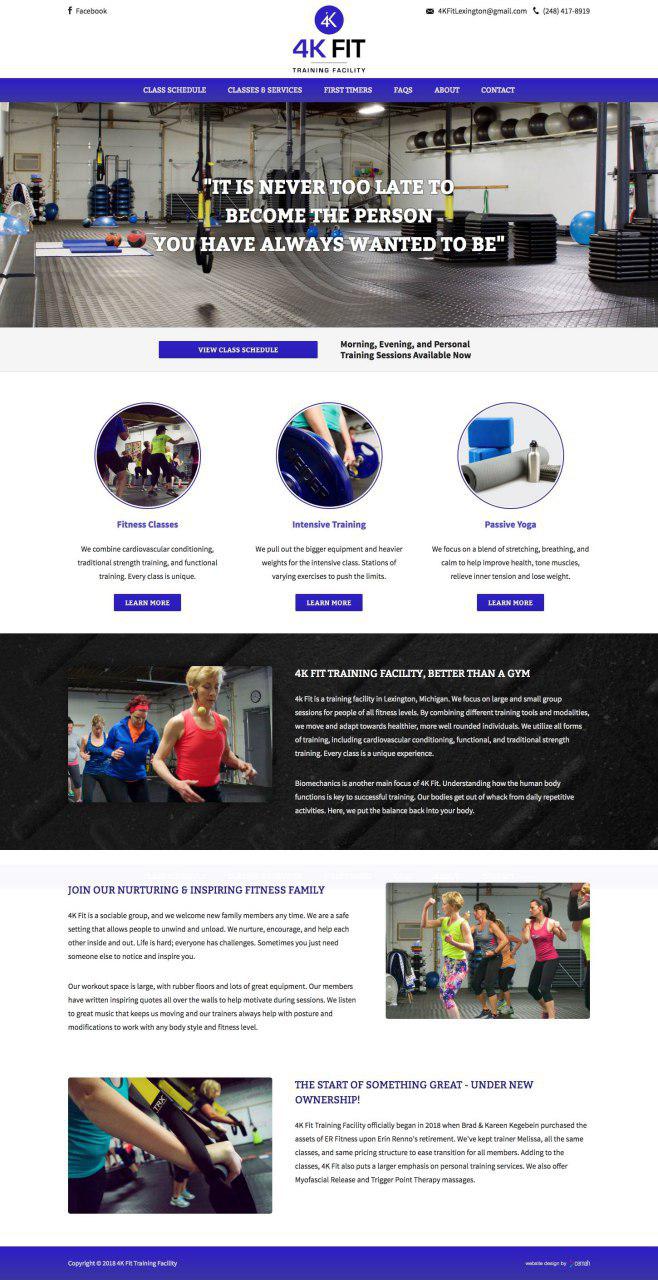 Facebook
4KFitLexington@gmail.com (248) 417-8919
4K
4K FIT
TRAINING FACILITY
CLASS SCHEDULE CLASSES & SERVICES FIRST TIMERS FAQS ABOUT CONTACT
"IT IS NEVER TOO LATE TO
BECOME THE PERSON
YOU HAVE ALWAYS WANTED TO BE"
VIEW CLASS SCHEDULE
Morning, Evening, and Personal
Training Sessions Available Now
Fitness Classes
We combine cardiovascular conditioning,
traditional strength training, and functional
training. Every class is unique.
LEARN MORE
Intensive Training
We pull out the bigger equipment and heavier
weights for the intensive class. Stations of
varying exercises to push the limits.
LEARN MORE
Passive Yoga
We focus on a blend of stretching, breathing, and
calm to help improve health, tone muscles,
relieve inner tension and lose weight.
LEARN MORE
4K FIT TRAINING FACILITY, BETTER THAN A GYM
4k Fit is a training facility in Lexington, Michigan. We focus on large and small group
sessions for people of all fitness levels. By combining different training tools and modalities,
we move and adapt towards healthier, more well rounded individuals. We utilize all forms
of training, including cardiovascular conditioning, functional, and traditional strength
training. Every class is a unique experience.
Biomechanics is another main focus of 4K Fit. Understanding how the human body
functions is key to successful training. Our bodies get out of whack from daily repetitive
activities. Here, we put the balance back into your body.
JOIN OUR NURTURING & INSPIRING FITNESS FAMILY
4K Fit is a sociable group, and we welcome new family members any time. We are a safe
setting that allows people to unwind and unload. We nurture, encourage, and help each
other inside and out. Life is hard; everyone has challenges. Sometimes you just need
someone else to notice and inspire you.
Our workout space is large, with rubber floors and lots of great equipment. Our members
have written inspiring quotes all over the walls to help motivate during sessions. We listen
to great music that keeps us moving and our trainers always help with posture and
modifications to work with any body style and fitness level.
TRX
THE START OF SOMETHING GREAT - UNDER NEW
OWNERSHIP!
4K Fit Training Facility officially began in 2018 when Brad & Kareen Kegebein purchased the
assets of ER Fitness upon Erin Renno's retirement. We've kept trainer Melissa, all the same
classes, and same pricing structure to ease transition for all members. Adding to the
classes, 4K Fit also puts a larger emphasis on personal training services. We also offer
Myofascial Release and Trigger Point Therapy massages.
Copyright © 2018 4K Fit Training Facility
website design by